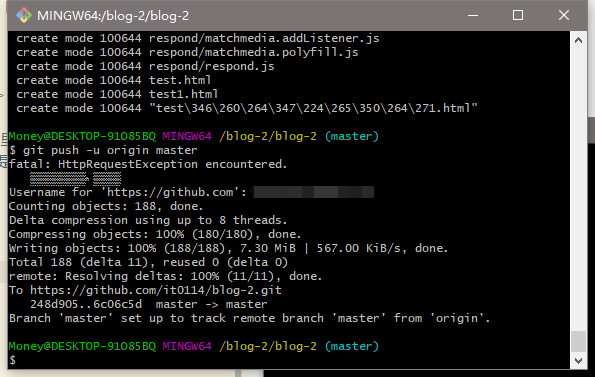 MINGW64:/blog-2/blog-2
create mode 100644 respond/matchmedia.addListener.js
create mode 100644 respond/matchmedia.polyfill.js
create mode 100644 respond/respond.js
create mode 100644 test.html
create mode 100644 test1.html
create mode 100644 "test\346\260\264\347\224\265\350\264\271.html"
Money@DESKTOP-91O85BQ MINGW64 /blog-2/blog-2 (master)
$ git push -u origin master
fatal: HttpRequestException encountered.
Username for 'https://github.com':
Counting objects: 188, done.
Delta compression using up to 8 threads.
Compressing objects: 100% (180/180), done.
Writing objects: 100% (188/188), 7.30 MiB | 567.00 KiB/s, done.
Total 188 (delta 11), reused 0 (delta 0)
remote: Resolving deltas: 100% (11/11), done.
To https://github.com/it0114/blog-2.git
248d905..6c06c5d  master -> master
Branch 'master' set up to track remote branch 'master' from 'origin'.
Money@DESKTOP-91O85BQ MINGW64 /blog-2/blog-2 (master)
$